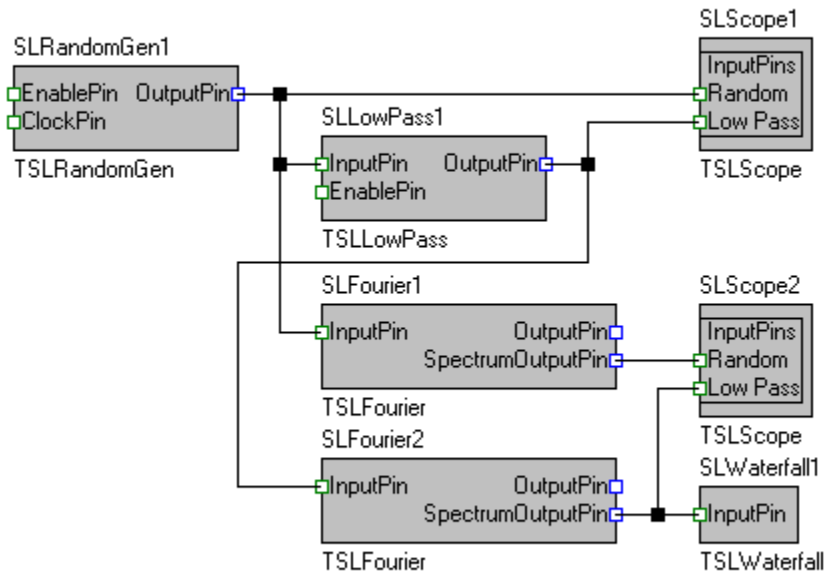 SLRandomGen1
EnablePin OutputPin
ClockPin
TSLRandomGen
SLLowPass1
InputPin OutputPin
EnablePin
TSLLowPass
SLScope1
InputPins
Random
Low Pass
TSLScope
SLFourier1
InputPin OutputPin
SpectrumOutputPin
TSLFourier
SLScope2
InputPins
Random
Low Pass
TSLScope
SLFourier2
InputPin OutputPin
SpectrumOutputPin
TSLFourier
SLWaterfall1
InputPin
TSLWaterfall